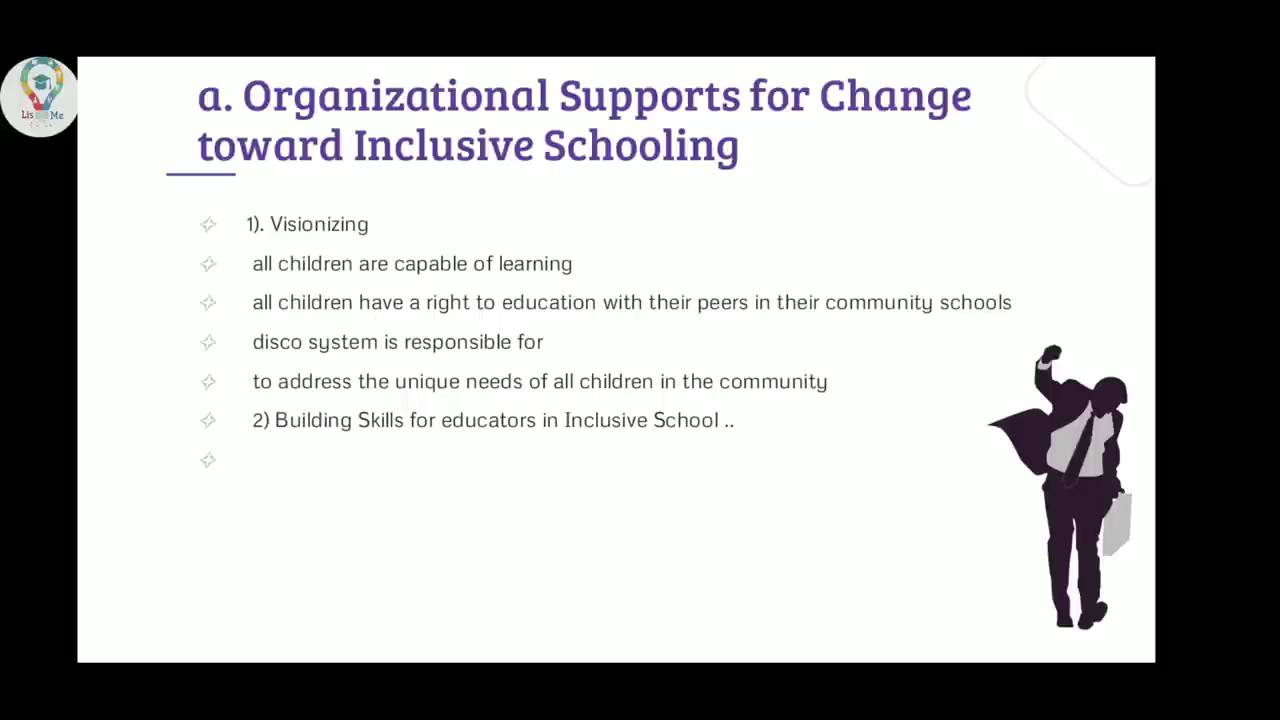 Lis Me
a. Organizational Supports for Change
toward Inclusive Schooling
1). Visionizing
all children are capable of learning
all children have a right to education with their peers in their community schools
disco system is responsible for
to address the unique needs of all children in the community
2) Building Skills for educators in Inclusive School ..